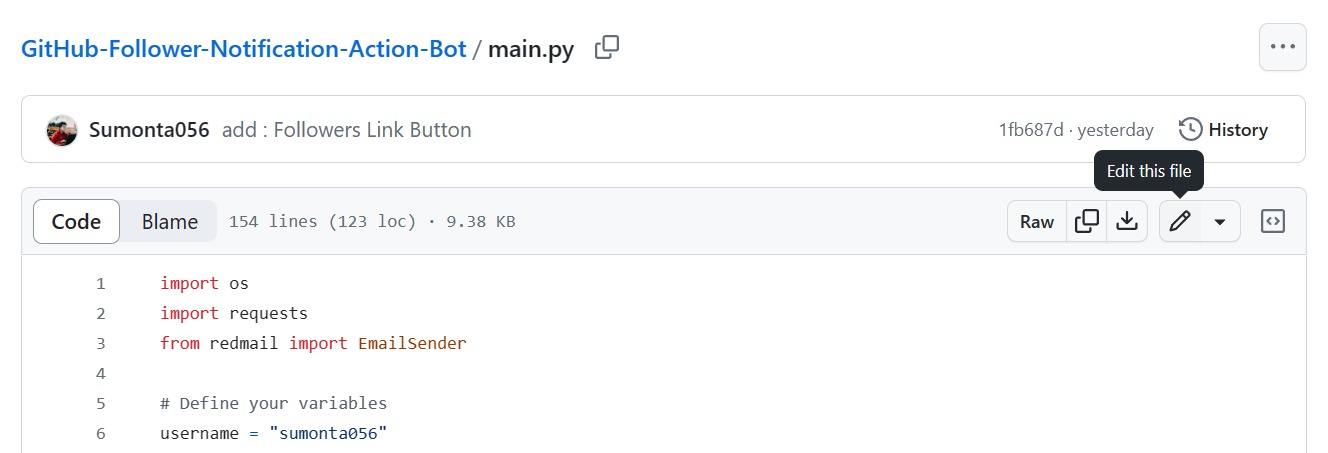 GitHub-Follower-Notification-Action-Bot / main.py
Sumonta056 add : Followers Link Button 1fb687d · yesterday History
Edit this file
Code Blame 154 lines (123 loc) · 9.38 KB Raw
1 import os
2 import requests
3 from redmail import EmailSender
4
5 # Define your variables
6 username = "sumonta056"